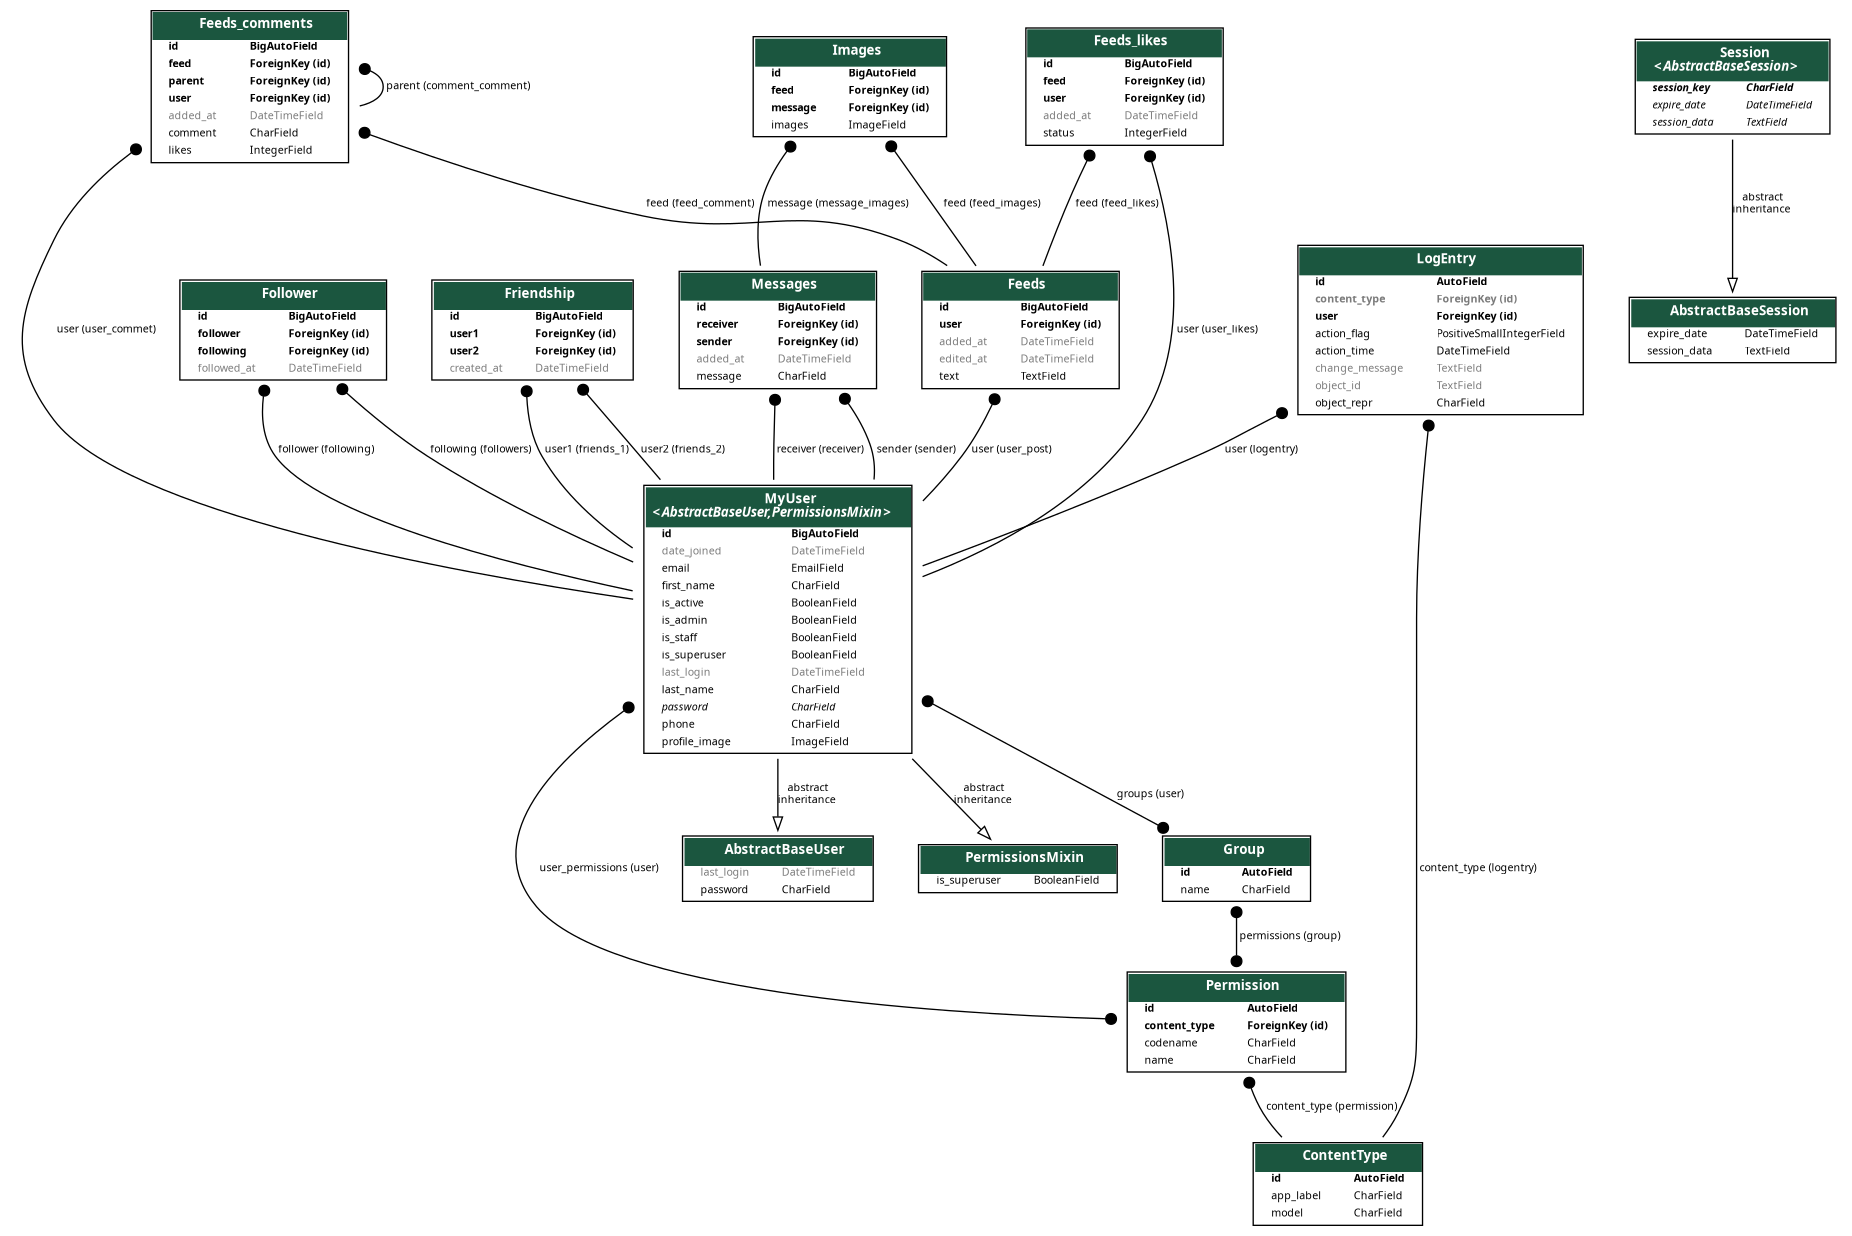 Feeds_comments
id BigAutoField
feed ForeignKey (id)
parent ForeignKey (id)
user ForeignKey (id)
added_at DateTimeField
comment CharField
likes IntegerField
parent (comment_comment)
Images
id BigAutoField
feed ForeignKey (id)
message ForeignKey (id)
images ImageField
Feeds_likes
id BigAutoField
feed ForeignKey (id)
user ForeignKey (id)
added_at DateTimeField
status IntegerField
Session
<AbstractBaseSession>
session_key CharField
expire_date DateTimeField
session_data TextField
feed (feed_comment)
message (message_images)
feed (feed_images)
feed (feed_likes)
abstract
inheritance
user (user_commet)
Follower
id BigAutoField
follower ForeignKey (id)
following ForeignKey (id)
followed_at DateTimeField
Friendship
id BigAutoField
user1 ForeignKey (id)
user2 ForeignKey (id)
created_at DateTimeField
Messages
id BigAutoField
receiver ForeignKey (id)
sender ForeignKey (id)
added_at DateTimeField
message CharField
Feeds
id BigAutoField
user ForeignKey (id)
added_at DateTimeField
edited_at DateTimeField
text TextField
user (user_likes)
LogEntry
id AutoField
content_type ForeignKey (id)
user ForeignKey (id)
action_flag PositiveSmallIntegerField
action_time DateTimeField
change_message TextField
object_id TextField
object_repr CharField
AbstractBaseSession
expire_date DateTimeField
session_data TextField
follower (following)
following (followers)
user1 (friends_1)
user2 (friends_2)
receiver (receiver)
sender (sender)
user (user_post)
user (logentry)
MyUser
<AbstractBaseUser,PermissionsMixin>
id BigAutoField
date_joined DateTimeField
email EmailField
first_name CharField
is_active BooleanField
is_admin BooleanField
is_staff BooleanField
is_superuser BooleanField
last_login DateTimeField
last_name CharField
password CharField
phone CharField
profile_image ImageField
abstract
inheritance
abstract
inheritance
groups (user)
user_permissions (user)
AbstractBaseUser
last_login DateTimeField
password CharField
PermissionsMixin
is_superuser BooleanField
Group
id AutoField
name CharField
content_type (logentry)
permissions (group)
Permission
id AutoField
content_type ForeignKey (id)
codename CharField
name CharField
content_type (permission)
ContentType
id AutoField
app_label CharField
model CharField